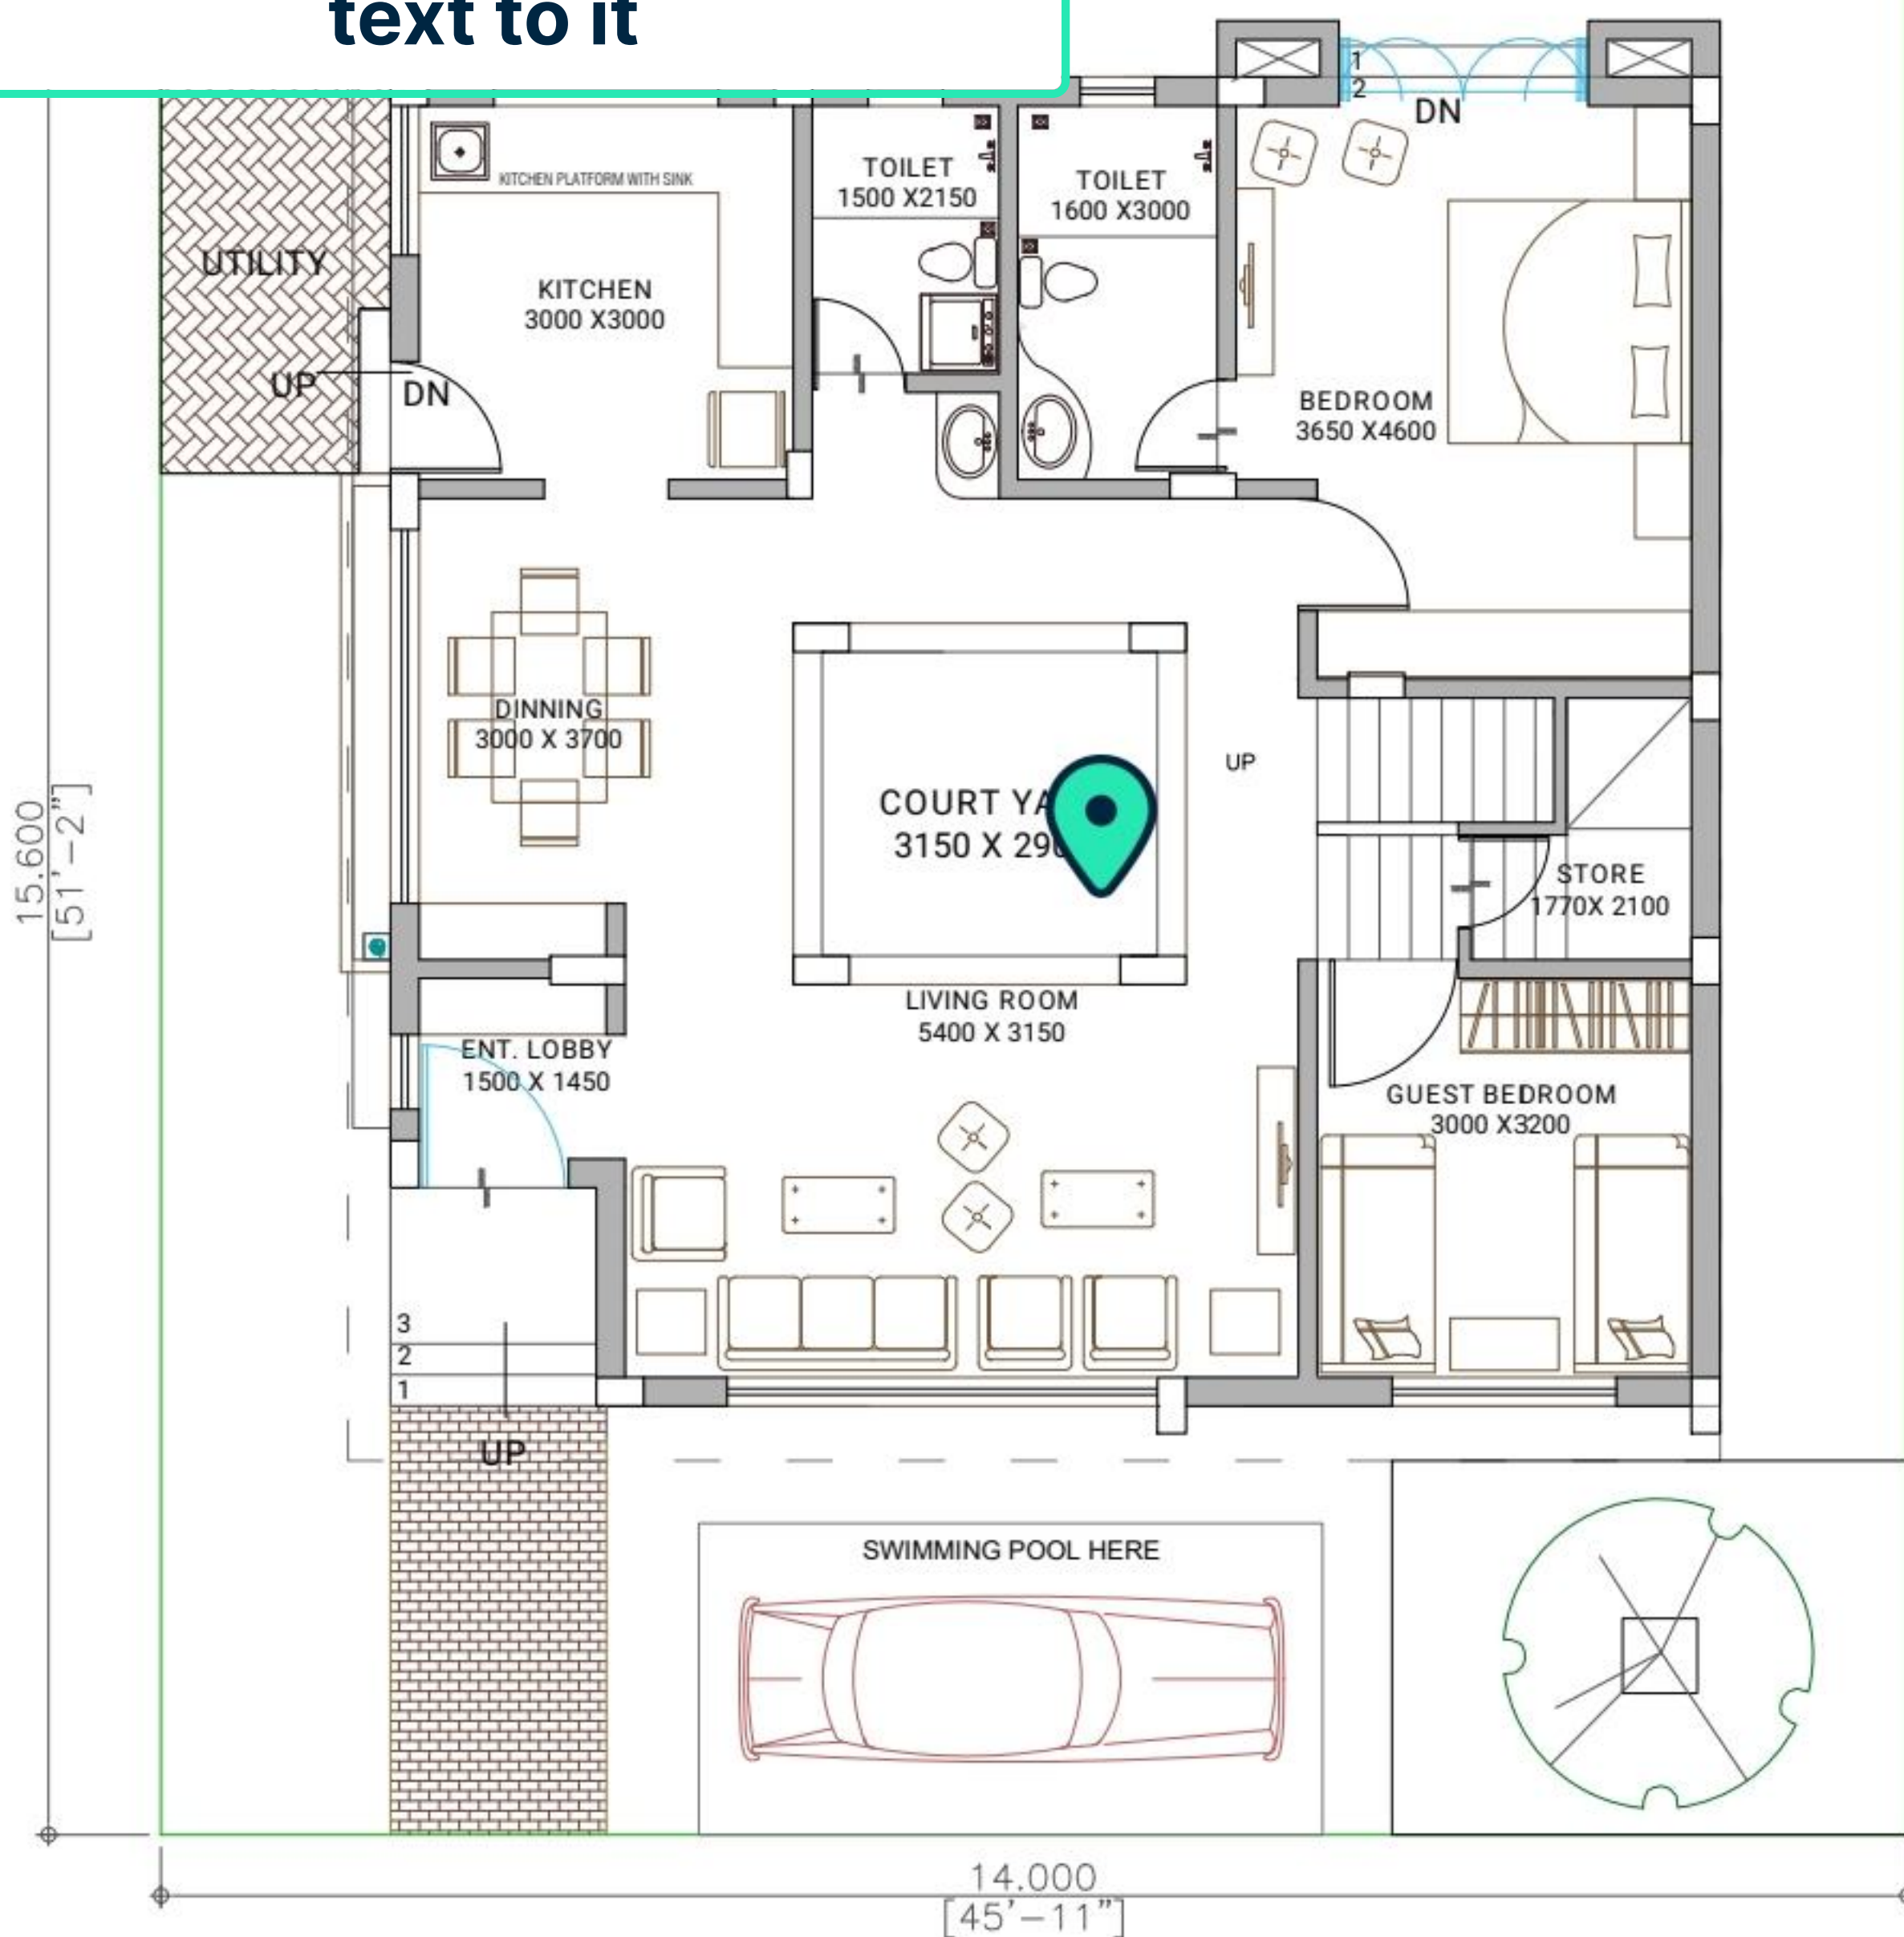 text to it
1
2
DN
TOILET
1500 X2150
TOILET
1600 X3000
KITCHEN PLATFORM WITH SINK
UTILITY
KITCHEN
3000 X3000
UP
DN
BEDROOM
3650 X4600
DINNING
3000 X 3700
UP
COURT
3150 X
15.600
[51'-2"]
STORE
1770X 2100
LIVING ROOM
5400 X 3150
ENT. LOBBY
1500 X 1450
GUEST BEDROOM
3000 X3200
3
2
1
UP
SWIMMING POOL HERE
14.000
[45'-11"]